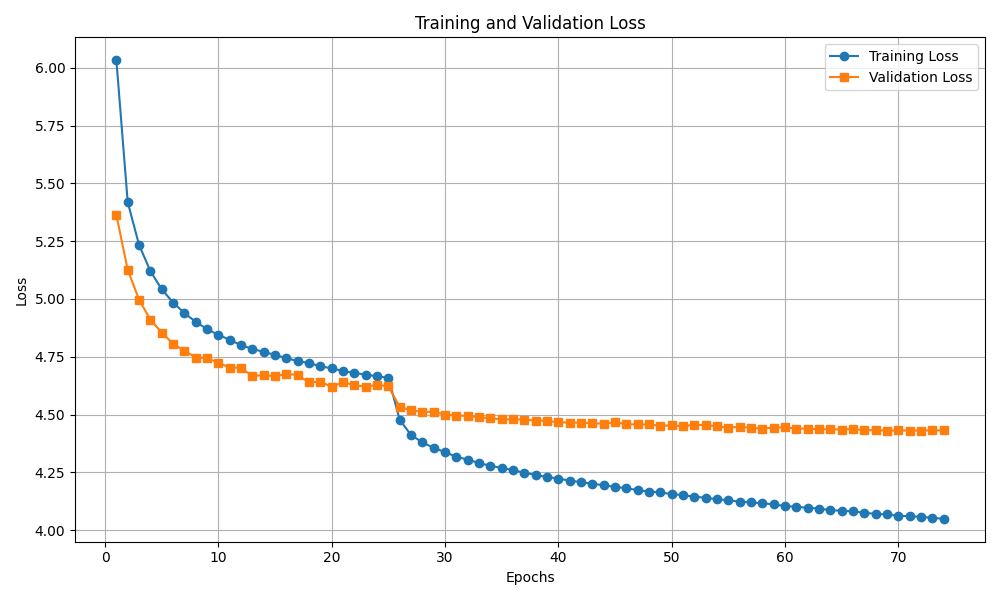 Training and Validation Loss
Training Loss
Validation Loss
6.00
5.75
5.50
5.25
5.00
4.75
4.50
4.25
4.00
Loss
0 10 20 30 40 50 60 70
Epochs